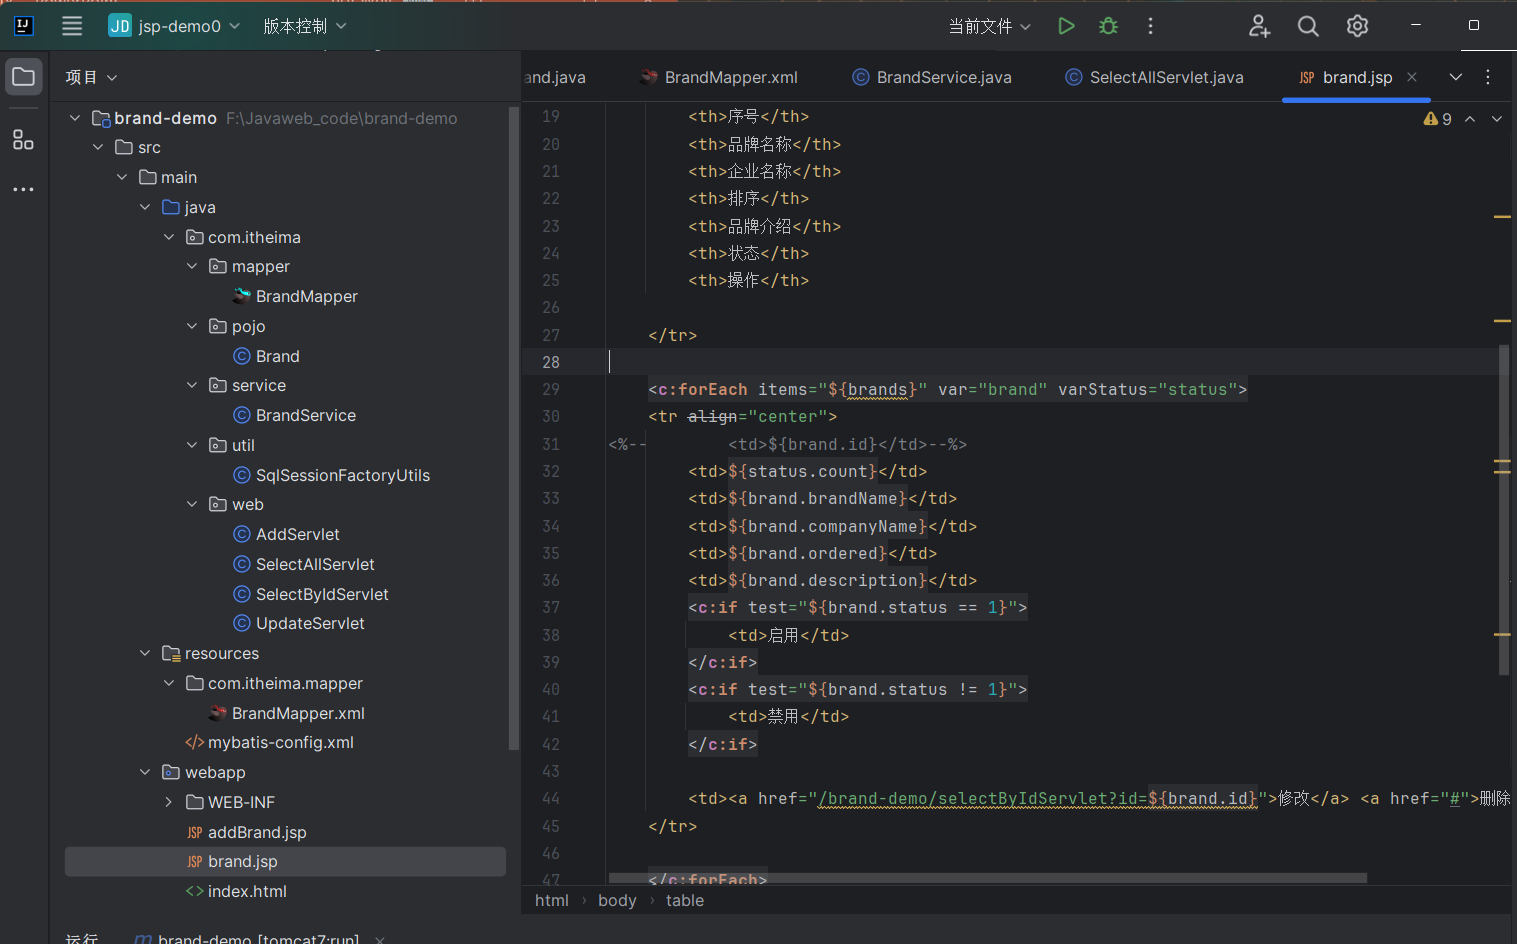 JD jsp-demo0 版本控制 当前文件
项目
and.java BrandMapper.xml BrandService.java SelectAllServlet.java JSP brand.jsp
brand-demo F:\Javaweb_code\brand-demo
src
main
java
com.itheima
mapper
BrandMapper
pojo
Brand
service
BrandService
util
SqlSessionFactoryUtils
web
AddServlet
SelectAllServlet
SelectByIdServlet
UpdateServlet
resources
com.itheima.mapper
BrandMapper.xml
mybatis-config.xml
webapp
WEB-INF
JSP addBrand.jsp
JSP brand.jsp
index.html
9
19 <th>序号</th>
20 <th>品牌名称</th>
21 <th>企业名称</th>
22 <th>排序</th>
23 <th>品牌介绍</th>
24 <th>状态</th>
25 <th>操作</th>
26
27 </tr>
28
29 <c:forEach items="${brands}" var="brand" varStatus="status">
30 <tr align="center">
31 <%-- <td>${brand.id}</td>--%>
32 <td>${status.count}</td>
33 <td>${brand.brandName}</td>
34 <td>${brand.companyName}</td>
35 <td>${brand.ordered}</td>
36 <td>${brand.description}</td>
37 <c:if test="${brand.status == 1}">
38 <td>启用</td>
39 </c:if>
40 <c:if test="${brand.status != 1}">
41 <td>禁用</td>
42 </c:if>
43
44 <td><a href="/brand-demo/selectByIdServlet?id=${brand.id}">修改</a> <a href="#">删除
45 </tr>
46
47 </c:forEach>
html › body › table
运行 brand-demo [tomcat7:run]